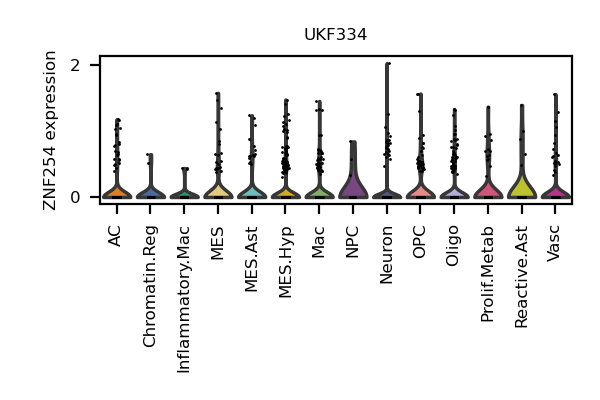 UKF334
ZNF254 expression
2
0
AC
Chromatin.Reg
Inflammatory.Mac
MES
MES.Ast
MES.Hyp
Mac
NPC
Neuron
OPC
Oligo
Prolif.Metab
Reactive.Ast
Vasc